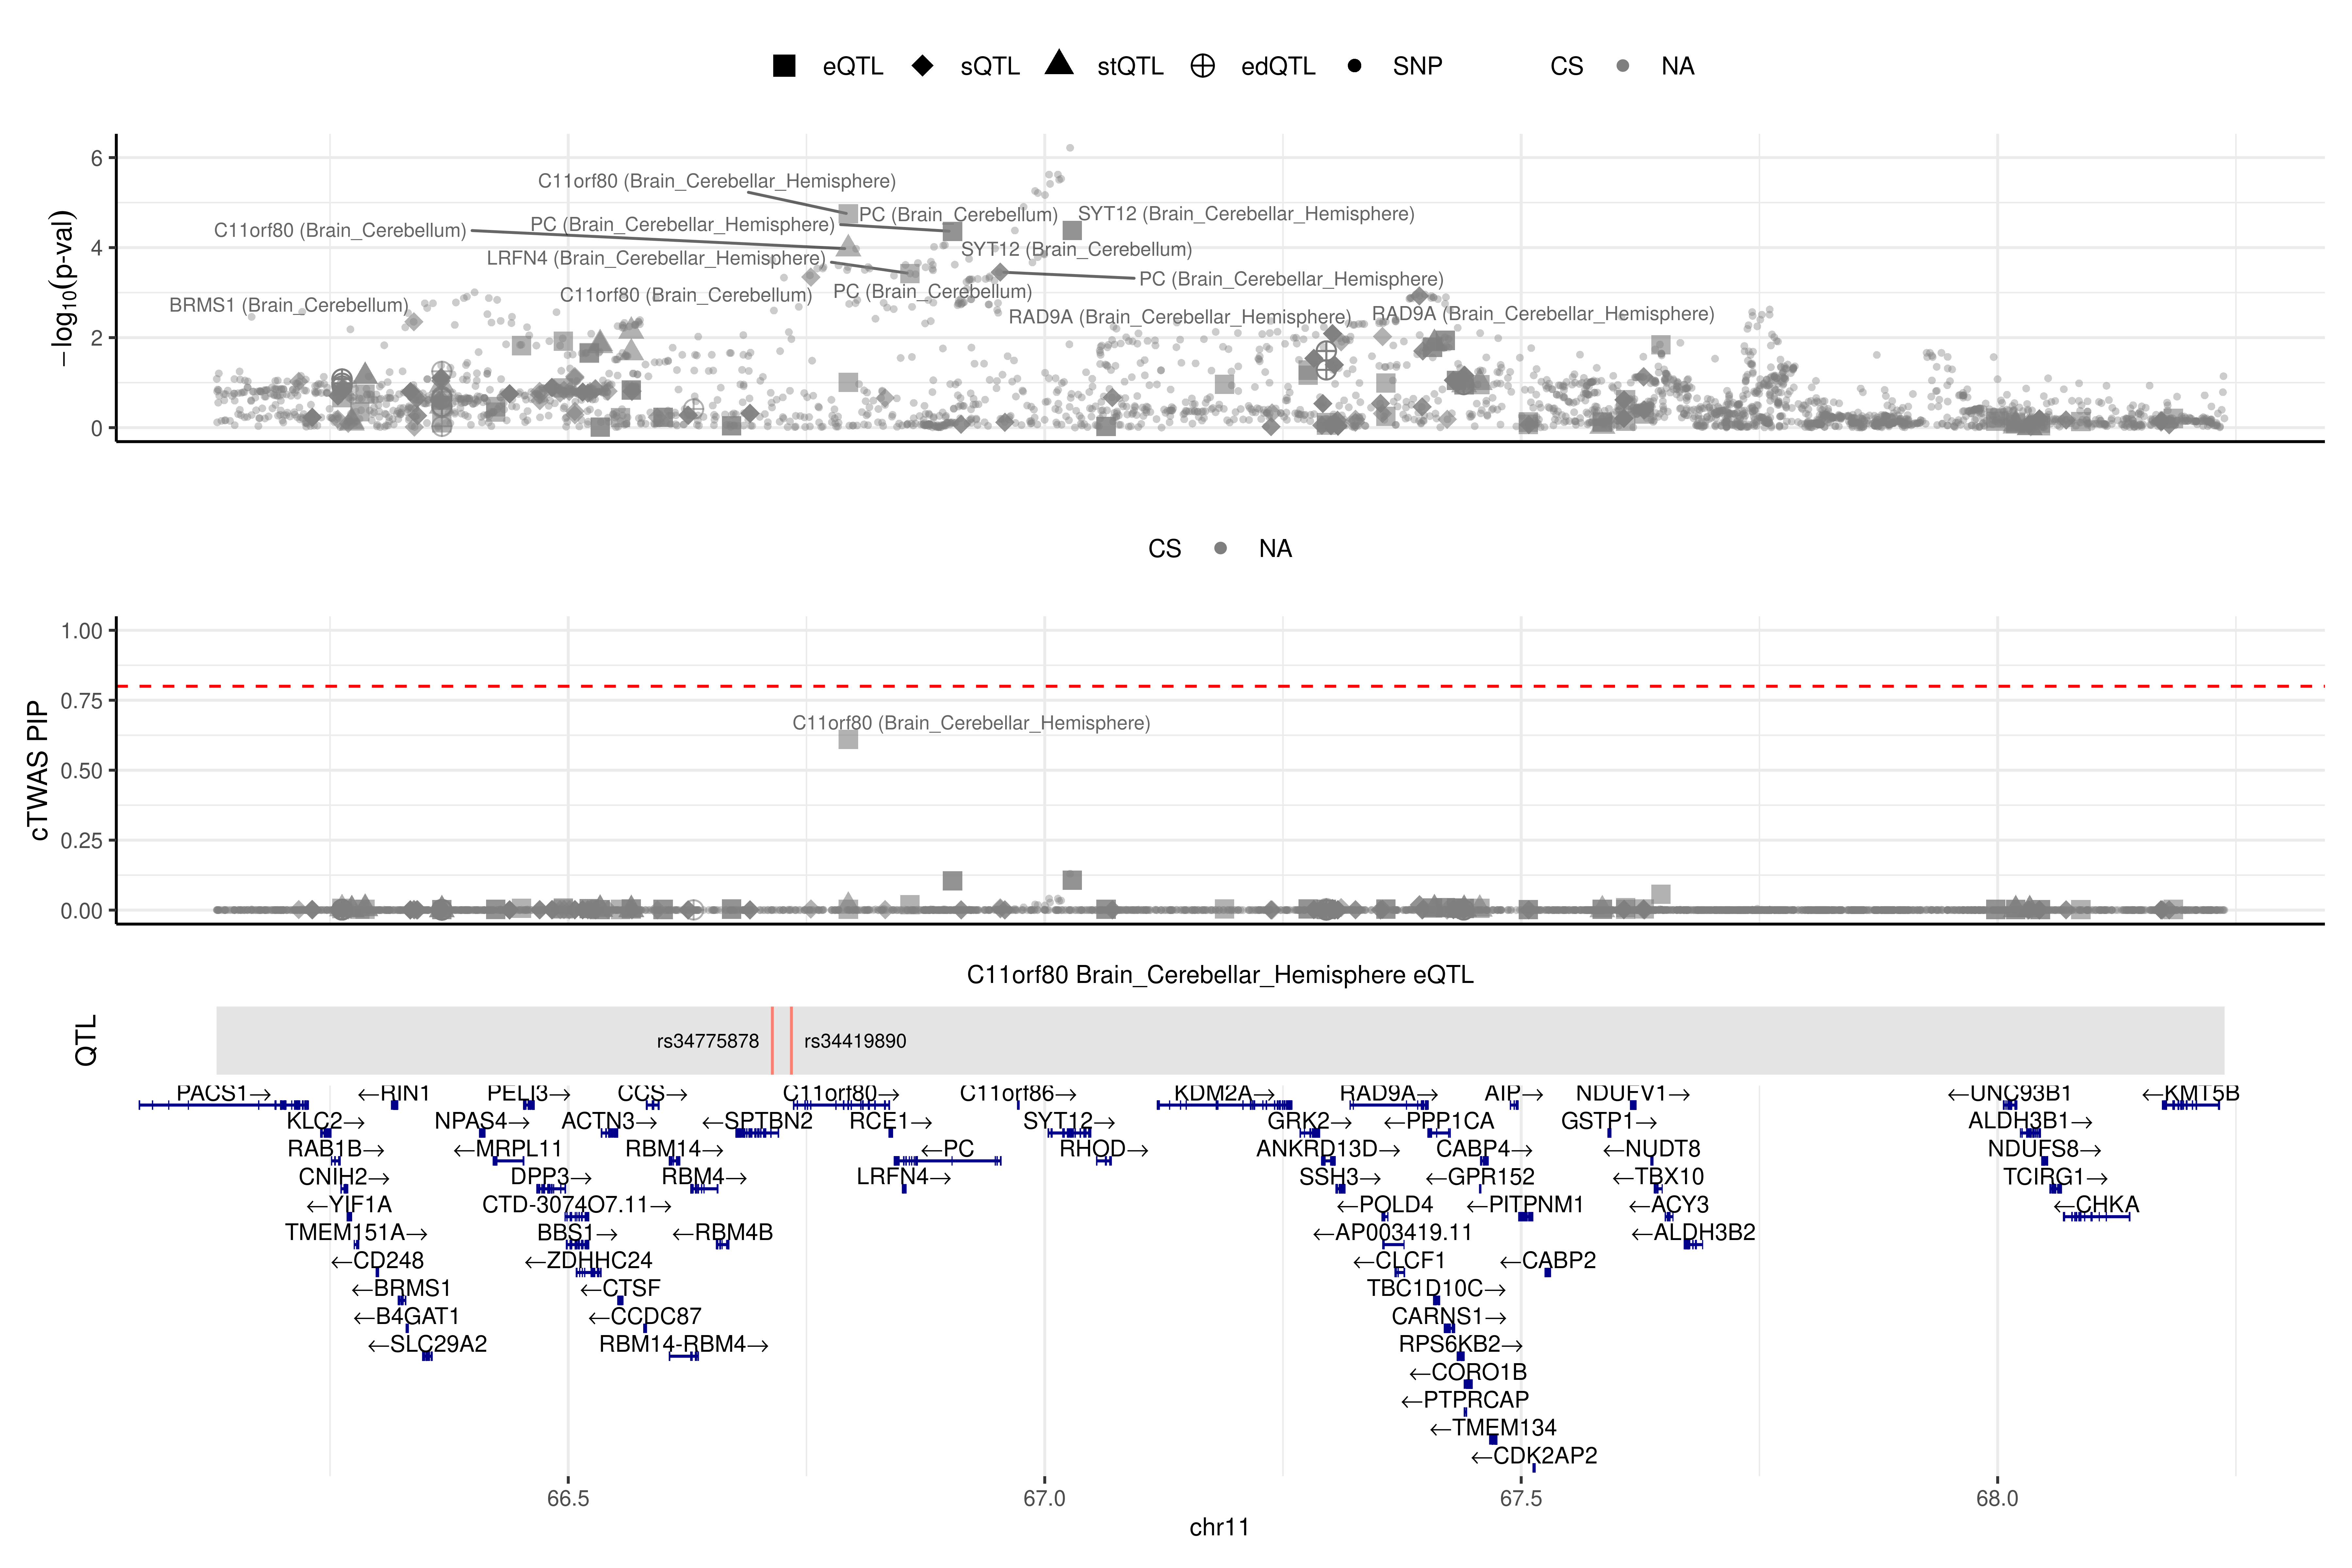 eQTL sQTL stQTL edQTL SNP CS NA
−log10(p-val)
6
4
2
0
C11orf80 (Brain_Cerebellar_Hemisphere)
PC (Brain_Cerebellum)
SYT12 (Brain_Cerebellar_Hemisphere)
PC (Brain_Cerebellar_Hemisphere)
C11orf80 (Brain_Cerebellum)
SYT12 (Brain_Cerebellum)
LRFN4 (Brain_Cerebellar_Hemisphere)
PC (Brain_Cerebellar_Hemisphere)
C11orf80 (Brain_Cerebellum)
PC (Brain_Cerebellum)
BRMS1 (Brain_Cerebellum)
RAD9A (Brain_Cerebellar_Hemisphere)
RAD9A (Brain_Cerebellar_Hemisphere)
CS NA
cTWAS PIP
1.00
0.75
0.50
0.25
0.00
C11orf80 (Brain_Cerebellar_Hemisphere)
C11orf80 Brain_Cerebellar_Hemisphere eQTL
QTL
rs34775878 rs34419890
PACS1→ ←RIN1 PELI3→ CCS→ C11orf80→ C11orf86→ KDM2A→ RAD9A→ AIP→ NDUFV1→ ←UNC93B1 ←KMT5B
KLC2→ NPAS4→ ACTN3→ ←SPTBN2 RCE1→ SYT12→ GRK2→ ←PPP1CA GSTP1→ ALDH3B1→
RAB1B→ ←MRPL11 RBM14→ ←PC RHOD→ ANKRD13D→ CABP4→ ←NUDT8 NDUFS8→
CNIH2→ DPP3→ RBM4→ LRFN4→ SSH3→ ←GPR152 ←TBX10 TCIRG1→
←YIF1A CTD-3074O7.11→ ←POLD4 ←PITPNM1 ←ACY3 ←CHKA
TMEM151A→ BBS1→ ←RBM4B ←AP003419.11 ←ALDH3B2
←CD248 ←ZDHHC24 ←CLCF1 ←CABP2
←BRMS1 ←CTSF TBC1D10C→
←B4GAT1 ←CCDC87 CARNS1→
←SLC29A2 RBM14-RBM4→ RPS6KB2→
←CORO1B
←PTPRCAP
←TMEM134
←CDK2AP2
66.5 67.0 67.5 68.0
chr11